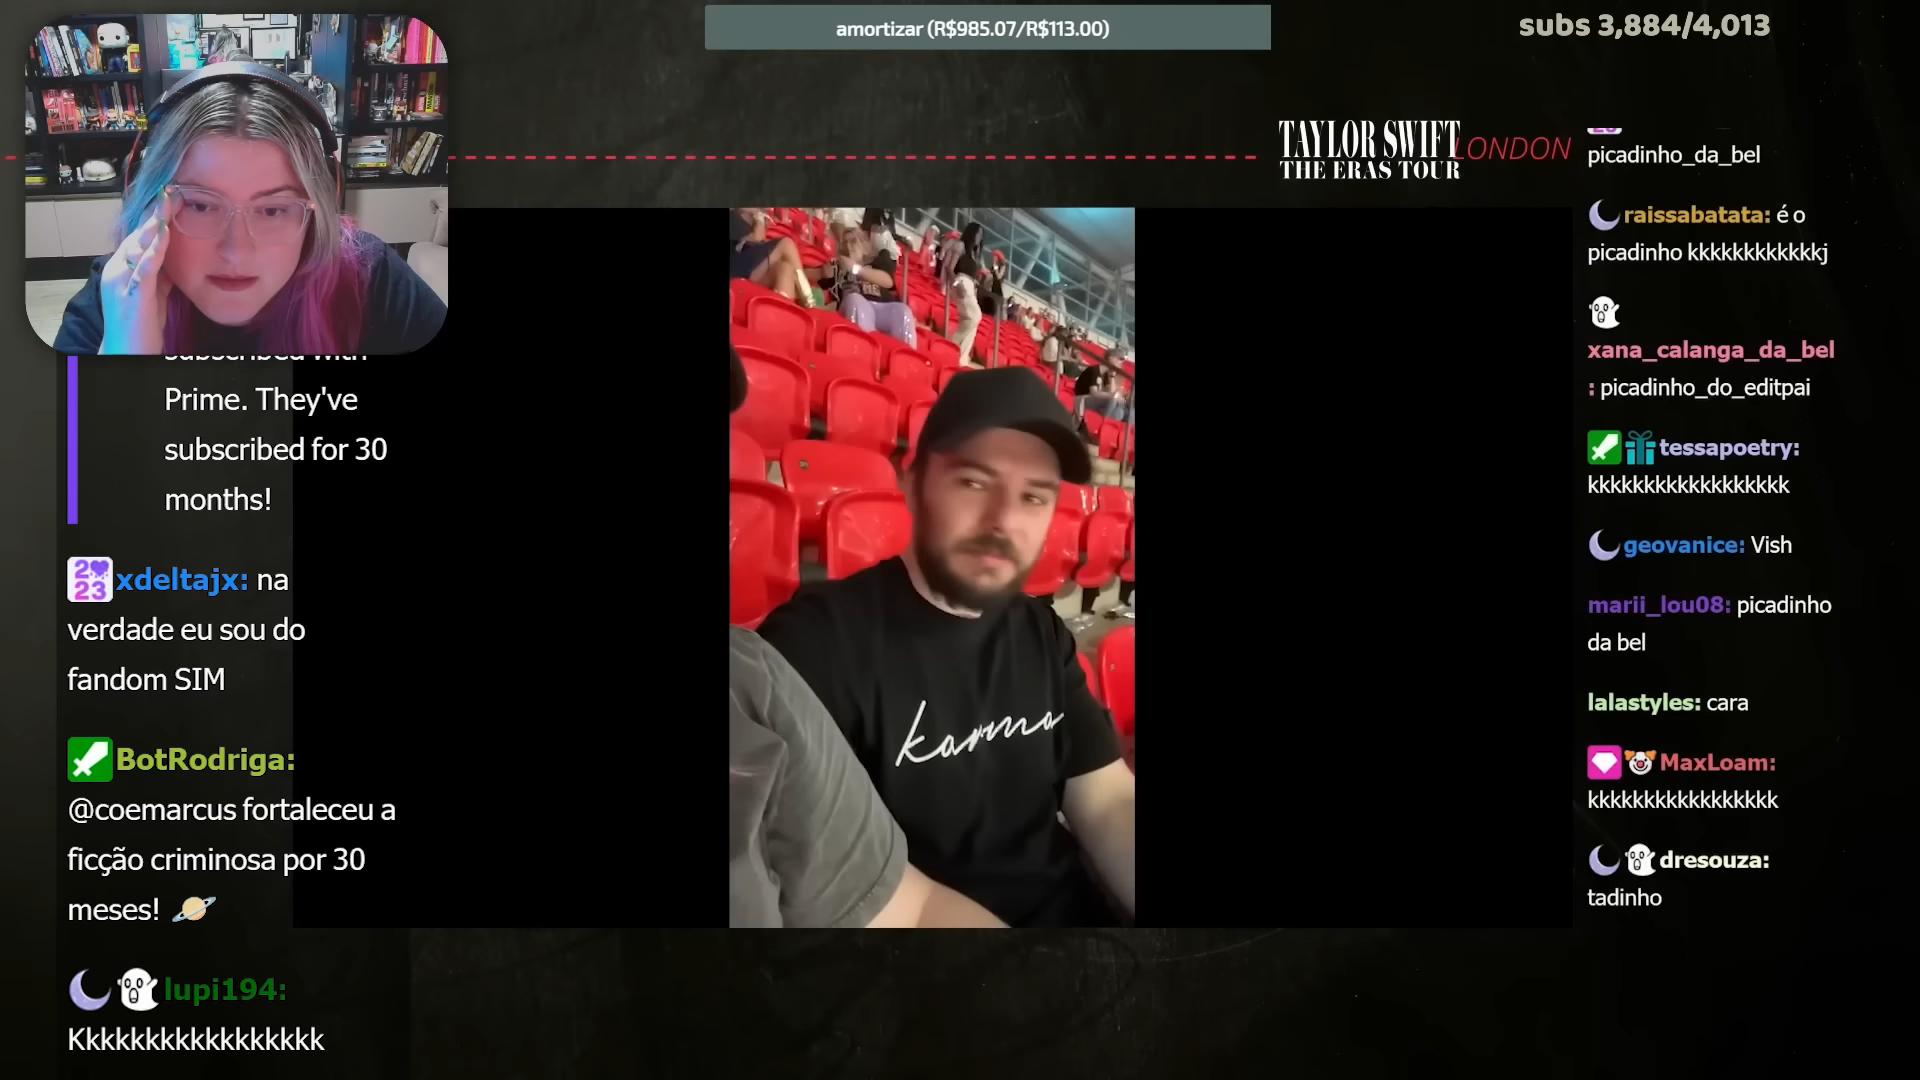 amortizar (R$985.07/R$113.00)
subs 3,884/4,013
TAYLOR SWIFT
THE ERAS TOUR
LONDON
subscribed with
Prime. They've
subscribed for 30
months!
xdeltajx: na
verdade eu sou do
fandom SIM
BotRodriga:
@coemarcus fortaleceu a
ficção criminosa por 30
meses!
lupi194:
Kkkkkkkkkkkkkkkkk
karma
picadinho_da_bel
raissabatata: é o
picadinho kkkkkkkkkkkkj
xana_calanga_da_bel
: picadinho_do_editpai
tessapoetry:
kkkkkkkkkkkkkkkkkk
geovanice: Vish
marii_lou08: picadinho
da bel
lalastyles: cara
MaxLoam:
kkkkkkkkkkkkkkkkk
dresouza:
tadinho